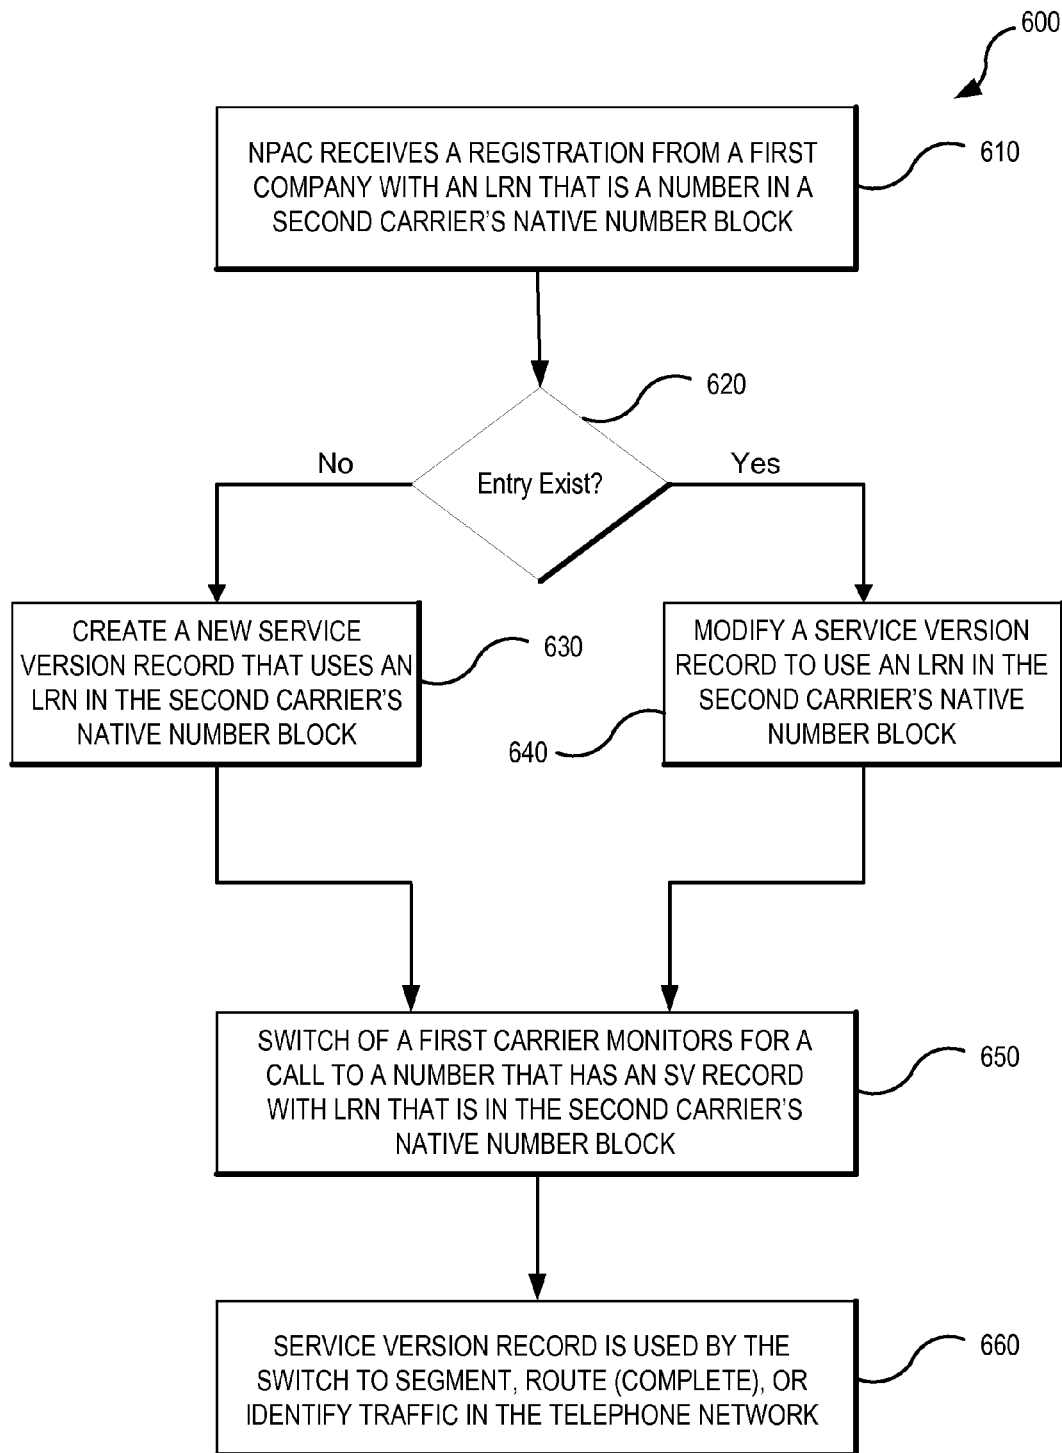 600
NPAC RECEIVES A REGISTRATION FROM A FIRST
COMPANY WITH AN LRN THAT IS A NUMBER IN A
SECOND CARRIER'S NATIVE NUMBER BLOCK
610
620
Entry Exist?
No
Yes
CREATE A NEW SERVICE
VERSION RECORD THAT USES AN
LRN IN THE SECOND CARRIER'S
NATIVE NUMBER BLOCK
630
MODIFY A SERVICE VERSION
RECORD TO USE AN LRN IN THE
SECOND CARRIER'S NATIVE
NUMBER BLOCK
640
SWITCH OF A FIRST CARRIER MONITORS FOR A
CALL TO A NUMBER THAT HAS AN SV RECORD
WITH LRN THAT IS IN THE SECOND CARRIER'S
NATIVE NUMBER BLOCK
650
SERVICE VERSION RECORD IS USED BY THE
SWITCH TO SEGMENT, ROUTE (COMPLETE), OR
IDENTIFY TRAFFIC IN THE TELEPHONE NETWORK
660